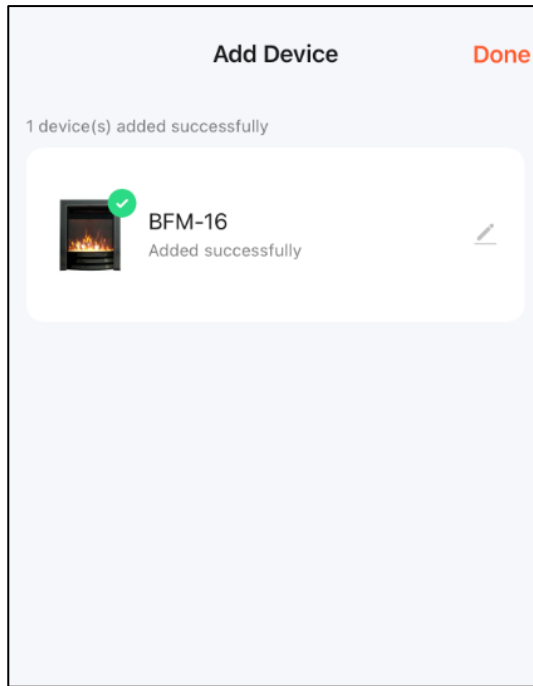 Add Device
Done
1 device(s) added successfully
BFM-16
Added successfully